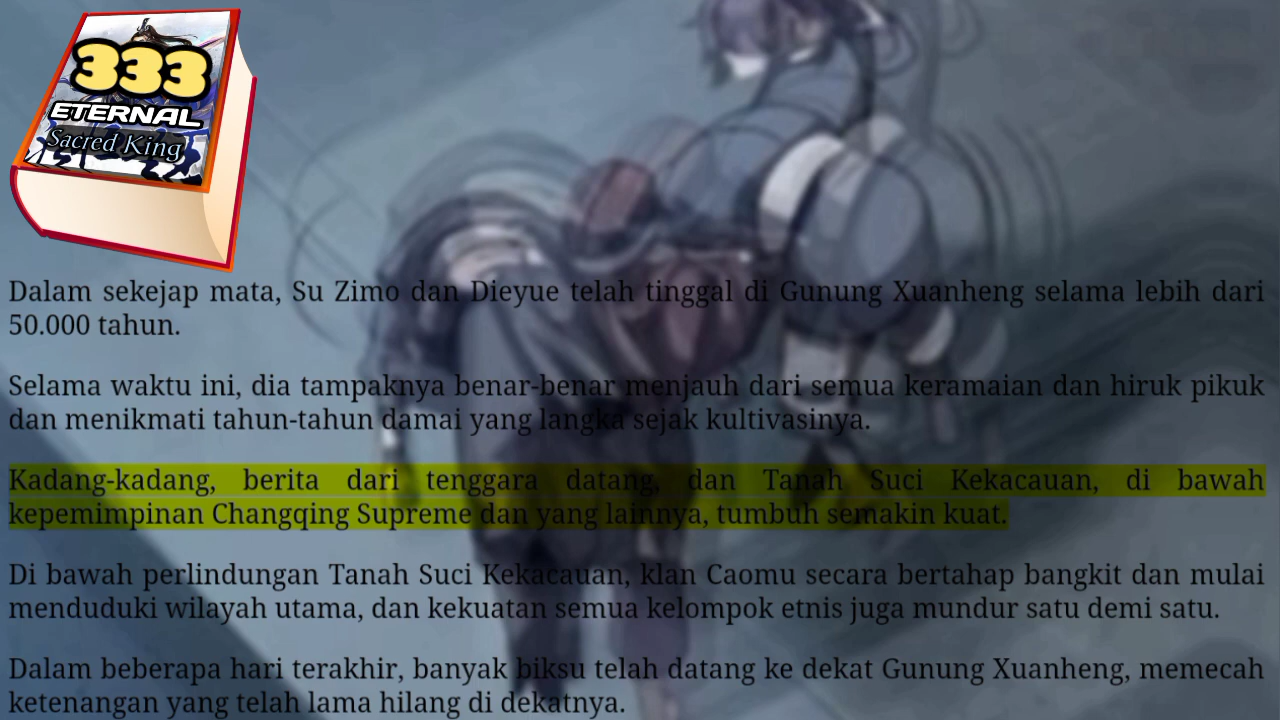 333
ETERNAL
Sacred King
Dalam sekejap mata, Su Zimo dan Dieyue telah tinggal di Gunung Xuanheng selama lebih dari
50.000 tahun.
Selama waktu ini, dia tampaknya benar-benar menjauh dari semua keramaian dan hiruk pikuk
dan menikmati tahun-tahun damai yang langka sejak kultivasinya.
Kadang-kadang, berita dari tenggara datang, dan Tanah Suci Kekacauan, di bawah
kepemimpinan Changqing Supreme dan yang lainnya, tumbuh semakin kuat.
Di bawah perlindungan Tanah Suci Kekacauan, klan Caomu secara bertahap bangkit dan mulai
menduduki wilayah utama, dan kekuatan semua kelompok etnis juga mundur satu demi satu.
Dalam beberapa hari terakhir, banyak biksu telah datang ke dekat Gunung Xuanheng, memecah
ketenangan yang telah lama hilang di dekatnya.